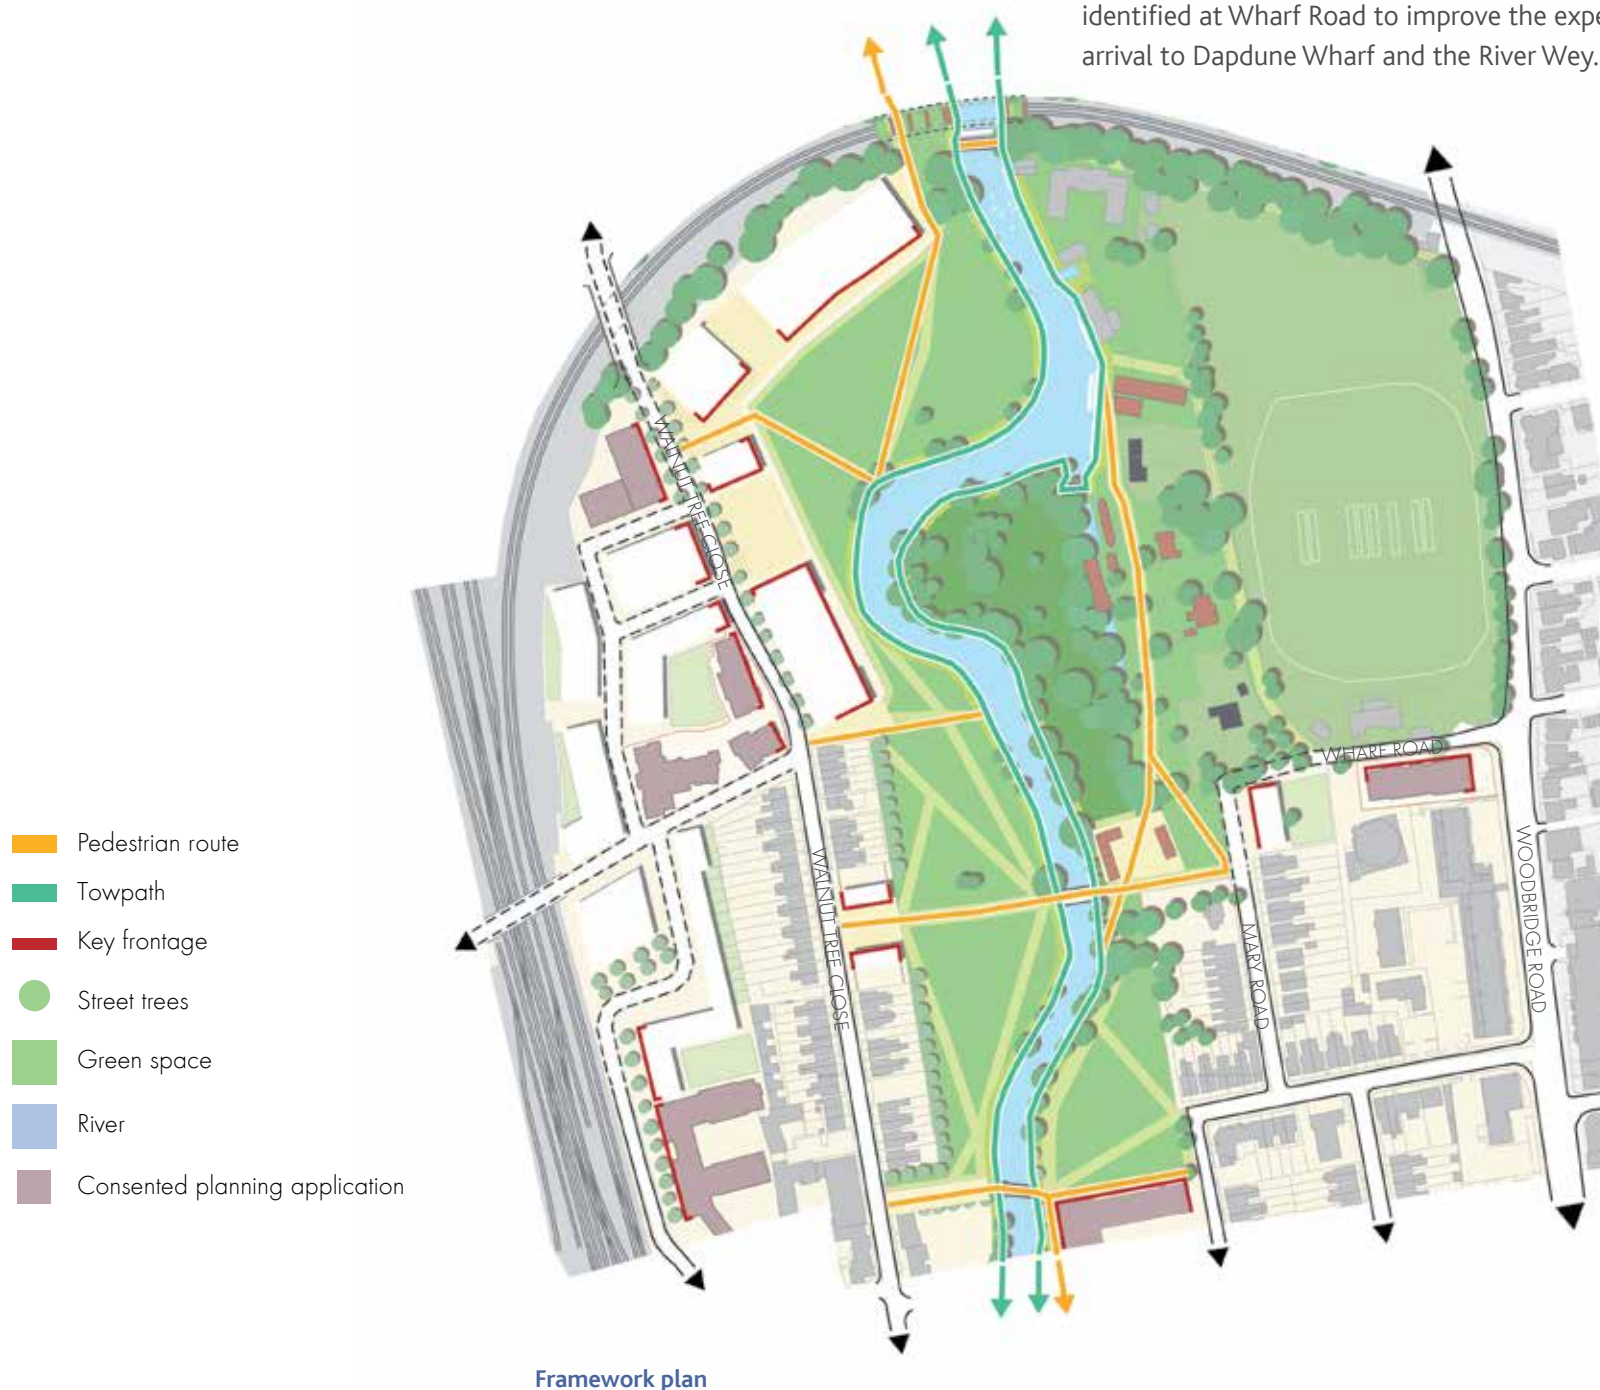 identified at Wharf Road to improve the expe
arrival to Dapdune Wharf and the River Wey.
WALNUT TREE CLOSE
WHARF ROAD
WALNUT TREE CLOSE
MARY ROAD
WOODBRIDGE ROAD
Pedestrian route
Towpath
Key frontage
Street trees
Green space
River
Consented planning application
Framework plan